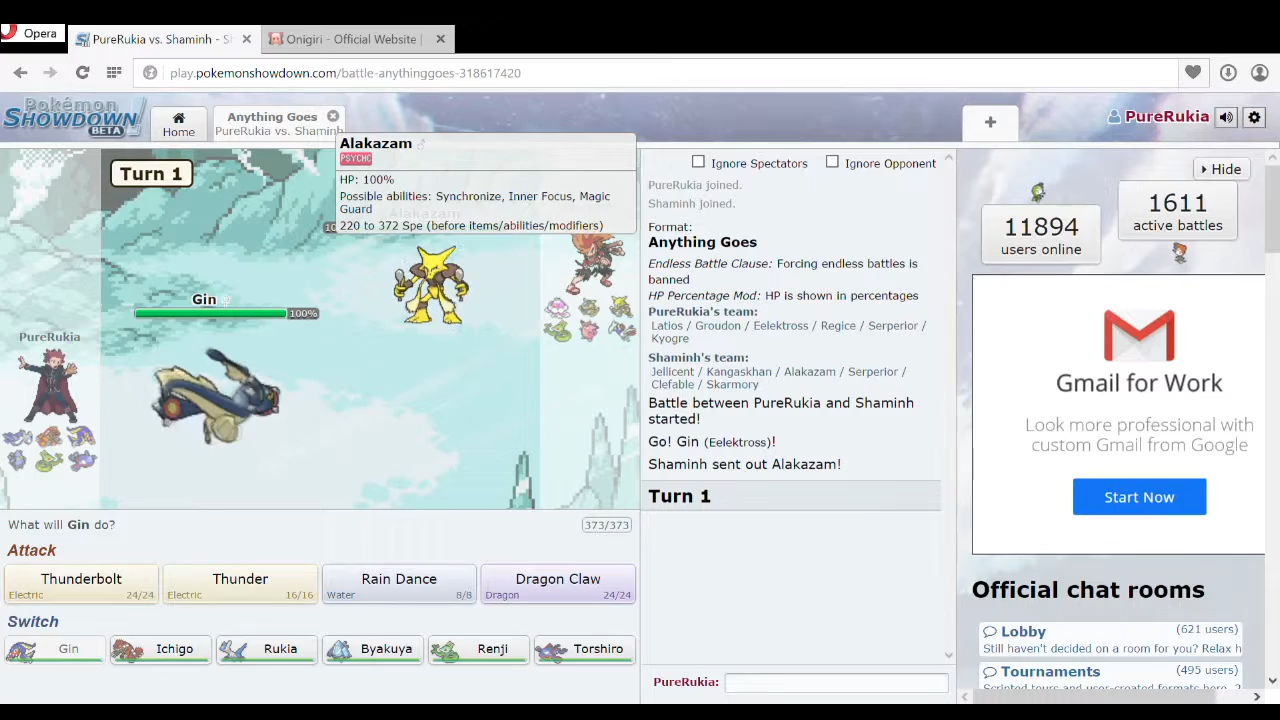 Opera
PureRukia vs. Shaminh - S
Onigiri - Official Website |
play.pokemonshowdown.com/battle-anythinggoes-318617420
Pokémon
SHOWDOWN!
BETA
Home
Anything Goes
PureRukia vs. Shaminh
PureRukia
Alakazam ♂
PSYCHC
HP: 100%
Possible abilities: Synchronize, Inner Focus, Magic
Guard
220 to 372 Spe (before items/abilities/modifiers)
Turn 1
Gin
100%
PureRukia
Ignore Spectators
Ignore Opponent
PureRukia joined.
Shaminh joined.
Format:
Anything Goes
Endless Battle Clause: Forcing endless battles is
banned
HP Percentage Mod: HP is shown in percentages
PureRukia's team:
Latios / Groudon / Eelektross / Regice / Serperior /
Kyogre
Shaminh's team:
Jellicent / Kangaskhan / Alakazam / Serperior /
Clefable / Skarmory
Battle between PureRukia and Shaminh
started!
Go! Gin (Eelektross)!
Shaminh sent out Alakazam!
Turn 1
PureRukia:
What will Gin do?
373/373
Attack
Thunderbolt
Electric 24/24
Thunder
Electric 16/16
Rain Dance
Water 8/8
Dragon Claw
Dragon 24/24
Switch
Gin
Ichigo
Rukia
Byakuya
Renji
Torshiro
Hide
11894
users online
1611
active battles
Gmail for Work
Look more professional with
custom Gmail from Google
Start Now
Official chat rooms
Lobby
(621 users)
Still haven't decided on a room for you? Relax h
Tournaments
(495 users)